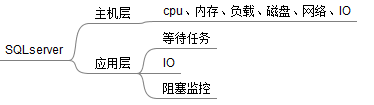 SQLserver
主机层
cpu、内存、负载、磁盘、网络、IO
应用层
等待任务
IO
阻塞监控